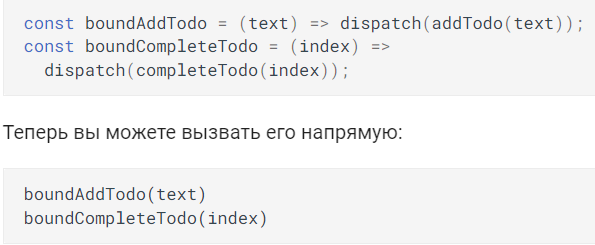 const boundAddTodo = (text) => dispatch(addTodo(text));
const boundCompleteTodo = (index) =>
  dispatch(completeTodo(index));
Теперь вы можете вызвать его напрямую:
boundAddTodo(text)
boundCompleteTodo(index)